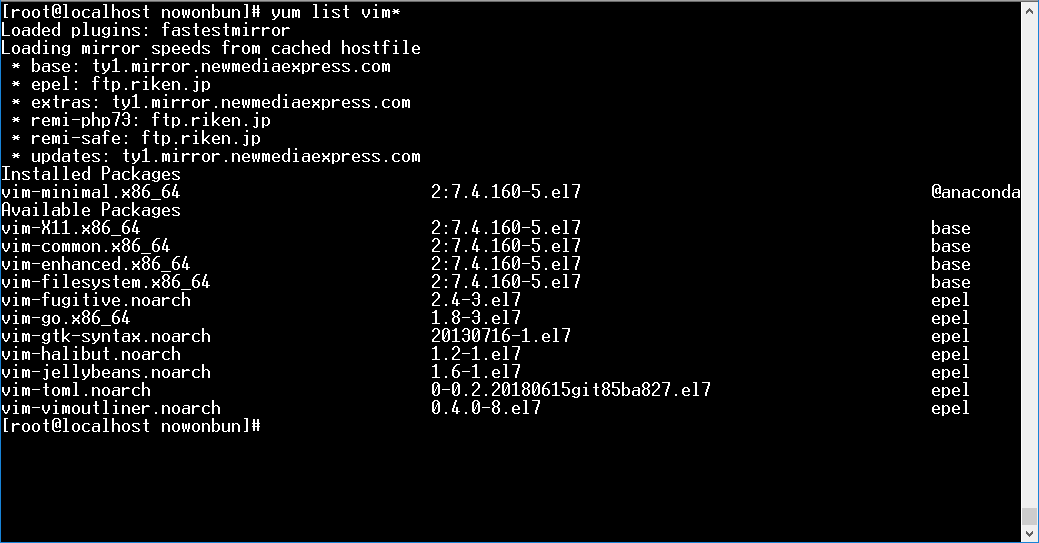 [root@localhost nowonbun]# yum list vim*
Loaded plugins: fastestmirror
Loading mirror speeds from cached hostfile
 * base: ty1.mirror.newmediaexpress.com
 * epel: ftp.riken.jp
 * extras: ty1.mirror.newmediaexpress.com
 * remi-php73: ftp.riken.jp
 * remi-safe: ftp.riken.jp
 * updates: ty1.mirror.newmediaexpress.com
Installed Packages
vim-minimal.x86_64 2:7.4.160-5.el7 @anaconda
Available Packages
vim-X11.x86_64 2:7.4.160-5.el7 base
vim-common.x86_64 2:7.4.160-5.el7 base
vim-enhanced.x86_64 2:7.4.160-5.el7 base
vim-filesystem.x86_64 2:7.4.160-5.el7 base
vim-fugitive.noarch 2.4-3.el7 epel
vim-go.x86_64 1.8-3.el7 epel
vim-gtk-syntax.noarch 20130716-1.el7 epel
vim-halibut.noarch 1.2-1.el7 epel
vim-jellybeans.noarch 1.6-1.el7 epel
vim-toml.noarch 0-0.2.20180615git85ba827.el7 epel
vim-vimoutliner.noarch 0.4.0-8.el7 epel
[root@localhost nowonbun]#